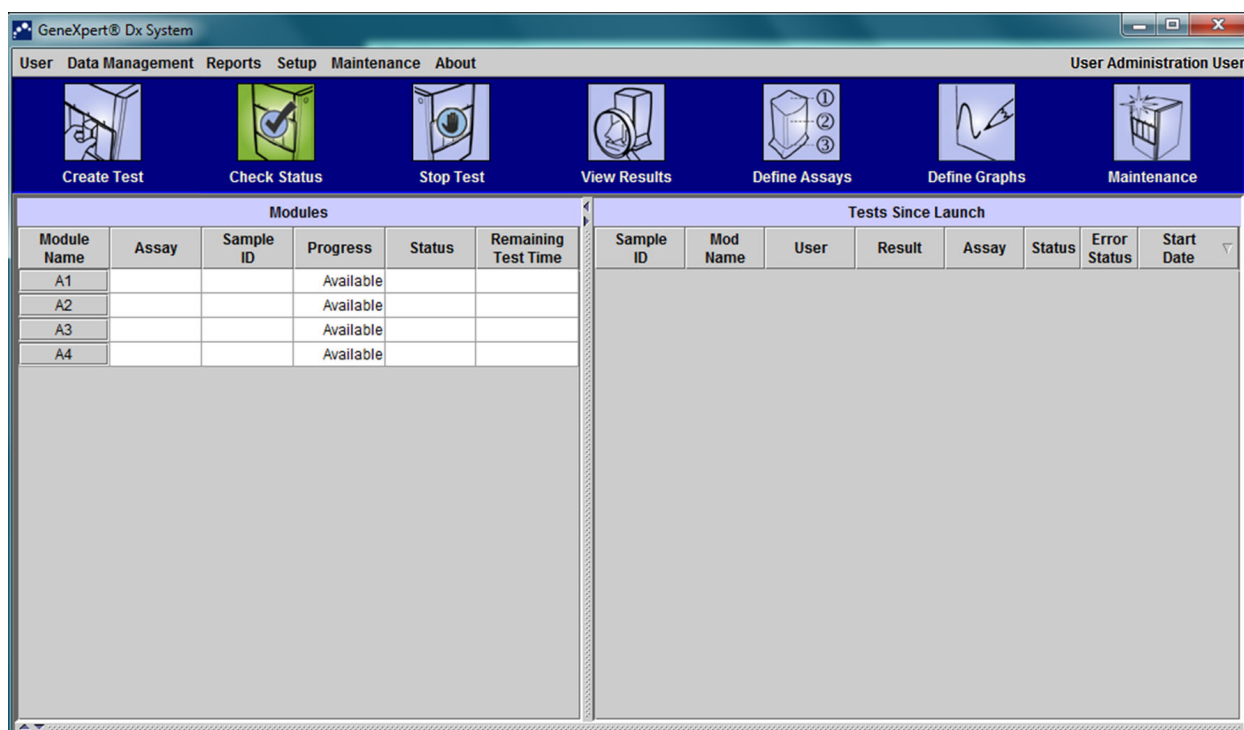 GeneXpert® Dx System
User Data Management Reports Setup Maintenance About User Administration User
① 
②
③
Create Test Check Status Stop Test View Results Define Assays Define Graphs Maintenance
Modules
Module Name Assay Sample ID Progress Status Remaining Test Time
A1 Available
A2 Available
A3 Available
A4 Available
Tests Since Launch
Sample ID Mod Name User Result Assay Status Error Status Start Date